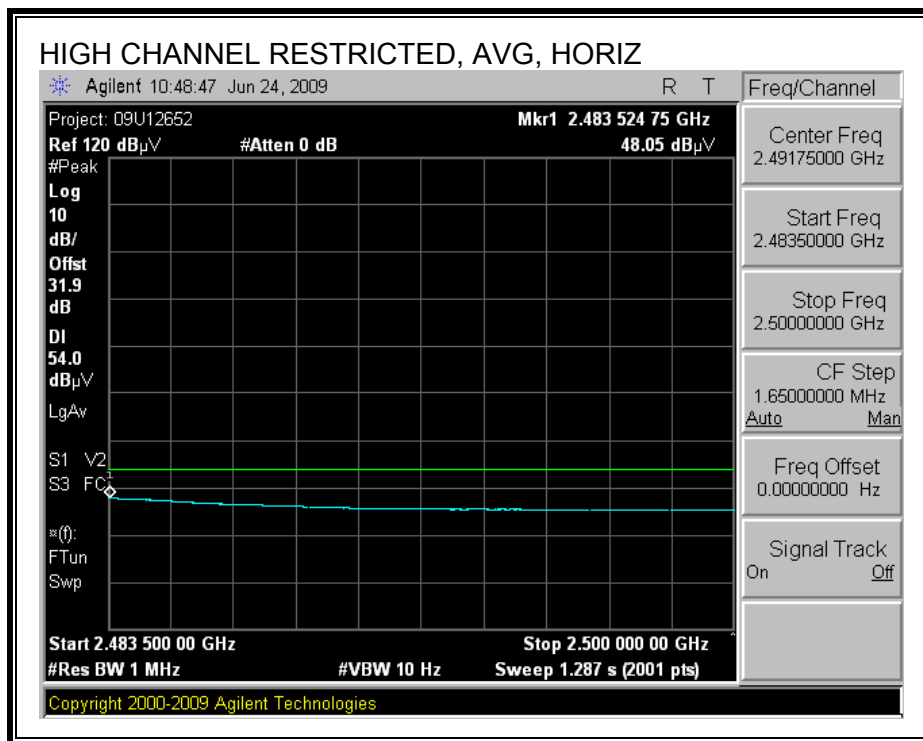 HIGH CHANNEL RESTRICTED, AVG, HORIZ
Agilent 10:48:47 Jun 24, 2009 R T
Freq/Channel
Project: 09U12652 Mkr1 2.483 524 75 GHz
Ref 120 dBµV #Atten 0 dB 48.05 dBµV
#Peak
Log
10
dB/
Offst
31.9
dB
DI
54.0
dBµV
LgAv
S1 V2
S3 FC
1
¤(f):
FTun
Swp
Start 2.483 500 00 GHz Stop 2.500 000 00 GHz
#Res BW 1 MHz #VBW 10 Hz Sweep 1.287 s (2001 pts)
Center Freq
2.49175000 GHz
Start Freq
2.48350000 GHz
Stop Freq
2.50000000 GHz
CF Step
1.65000000 MHz
Auto Man
Freq Offset
0.00000000 Hz
Signal Track
On Off
Copyright 2000-2009 Agilent Technologies